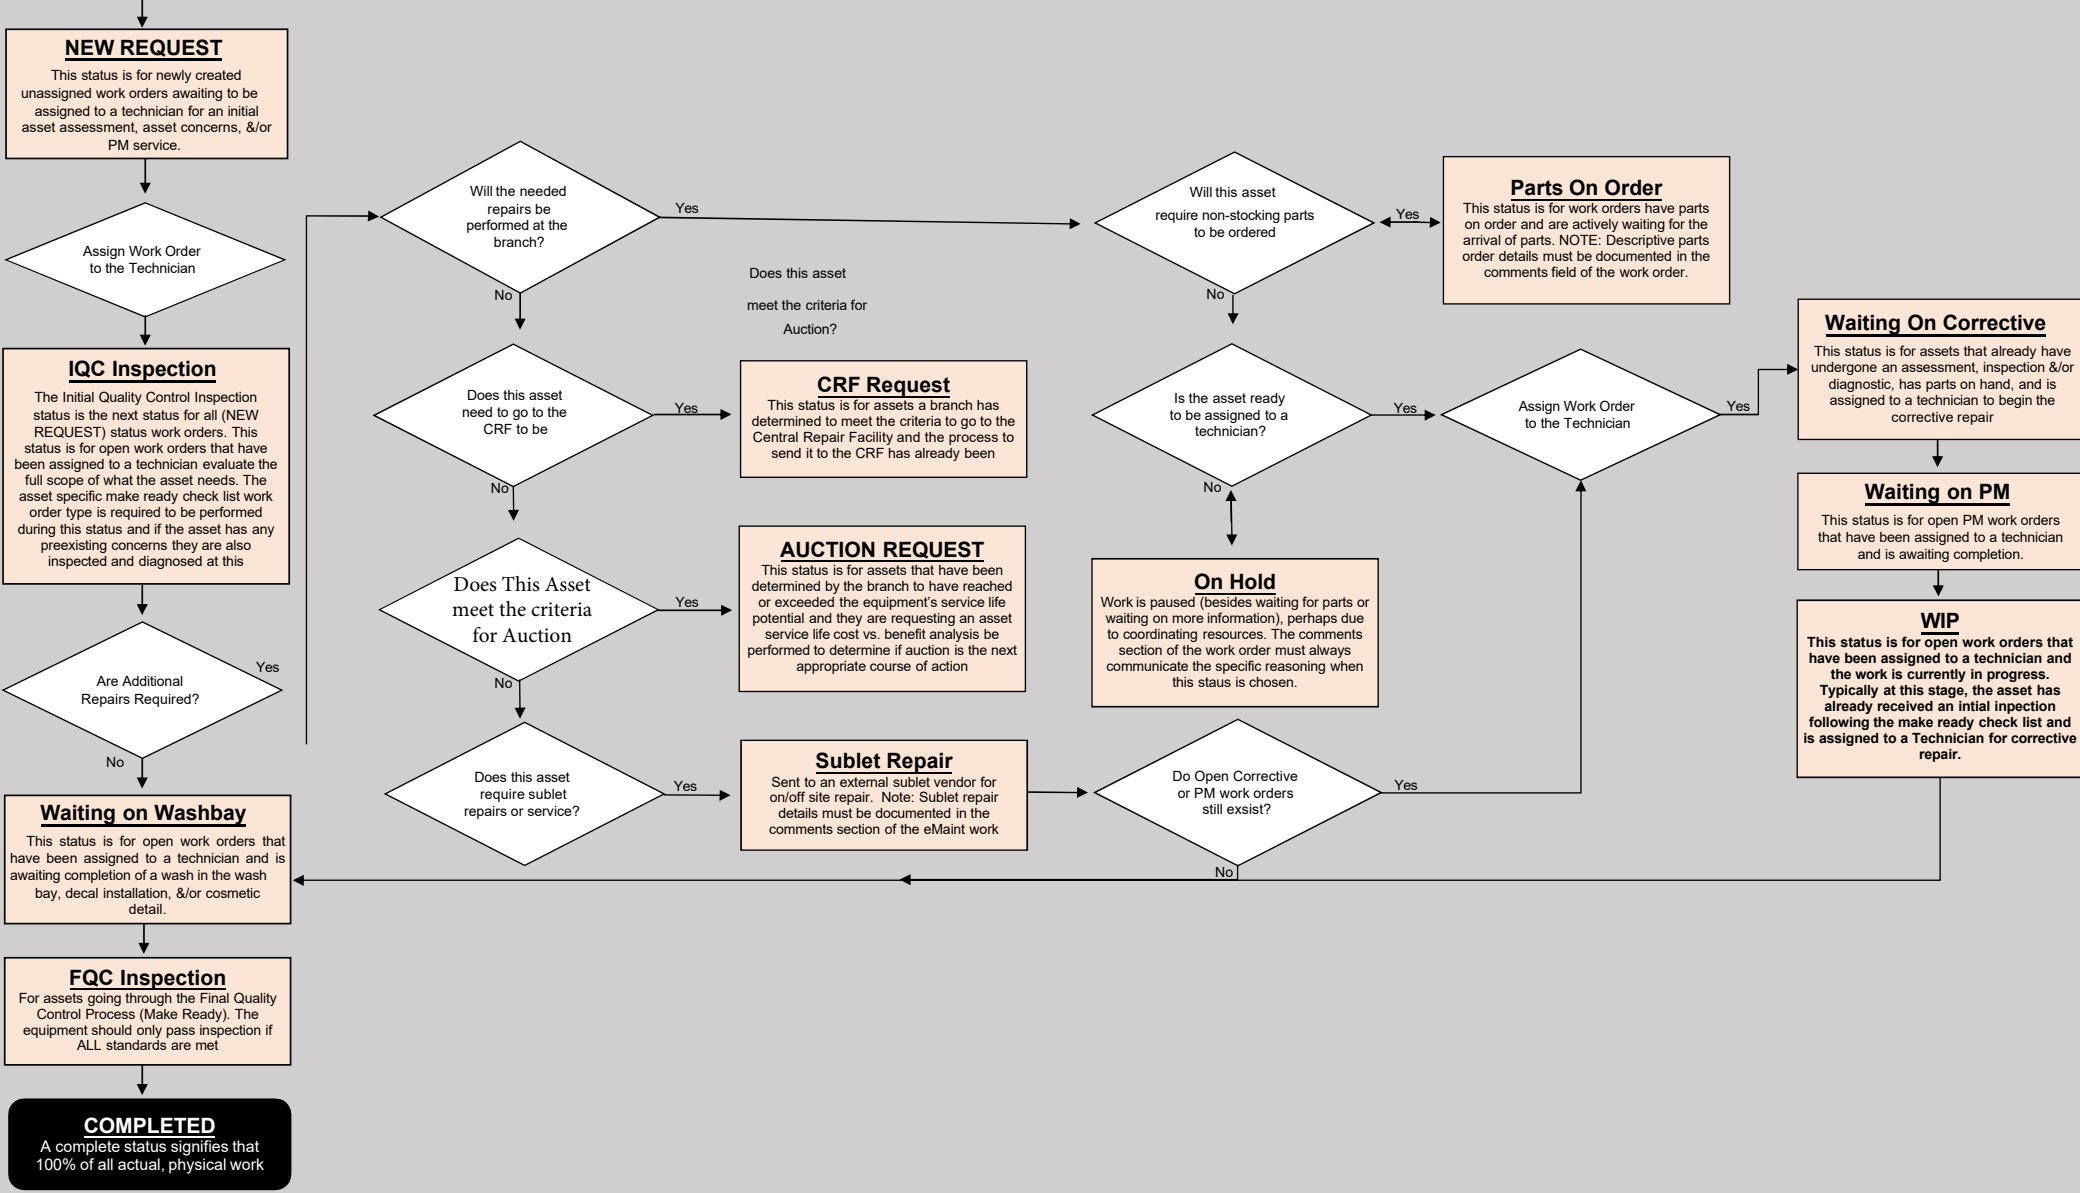 NEW REQUEST
This status is for newly created
unassigned work orders awaiting to be
assigned to a technician for an initial
asset assessment, asset concerns, &/or
PM service.
Assign Work Order
to the Technician
IQC Inspection
The Initial Quality Control Inspection
status is the next status for all (NEW
REQUEST) status work orders. This
status is for open work orders that have
been assigned to a technician evaluate the
full scope of what the asset needs. The
asset specific make ready check list work
order type is required to be performed
during this status and if the asset has any
preexisting concerns they are also
inspected and diagnosed at this
Are Additional
Repairs Required?
Yes
No
Waiting on Washbay
This status is for open work orders that
have been assigned to a technician and is
awaiting completion of a wash in the wash
bay, decal installation, &/or cosmetic
detail.
FQC Inspection
For assets going through the Final Quality
Control Process (Make Ready). The
equipment should only pass inspection if
ALL standards are met
COMPLETED
A complete status signifies that
100% of all actual, physical work
Will the needed
repairs be
performed at the
branch?
Yes
No
Does this asset
meet the criteria for
Auction?
Does this asset
need to go to the
CRF to be
Yes
No
CRF Request
This status is for assets a branch has
determined to meet the criteria to go to the
Central Repair Facility and the process to
send it to the CRF has already been
Does This Asset
meet the criteria
for Auction
Yes
No
AUCTION REQUEST
This status is for assets that have been
determined by the branch to have reached
or exceeded the equipment's service life
potential and they are requesting an asset
service life cost vs. benefit analysis be
performed to determine if auction is the next
appropriate course of action
Does this asset
require sublet
repairs or service?
Yes
Sublet Repair
Sent to an external sublet vendor for
on/off site repair. Note: Sublet repair
details must be documented in the
comments section of the eMaint work
Will this asset
require non-stocking parts
to be ordered
Yes
No
Parts On Order
This status is for work orders have parts
on order and are actively waiting for the
arrival of parts. NOTE: Descriptive parts
order details must be documented in the
comments field of the work order.
Is the asset ready
to be assigned to a
technician?
Yes
No
Assign Work Order
to the Technician
Yes
On Hold
Work is paused (besides waiting for parts or
waiting on more information), perhaps due
to coordinating resources. The comments
section of the work order must always
communicate the specific reasoning when
this staus is chosen.
Do Open Corrective
or PM work orders
still exsist?
Yes
No
Waiting On Corrective
This status is for assets that already have
undergone an assessment, inspection &/or
diagnostic, has parts on hand, and is
assigned to a technician to begin the
corrective repair
Waiting on PM
This status is for open PM work orders
that have been assigned to a technician
and is awaiting completion.
WIP
This status is for open work orders that
have been assigned to a technician and
the work is currently in progress.
Typically at this stage, the asset has
already received an intial inpection
following the make ready check list and
is assigned to a Technician for corrective
repair.